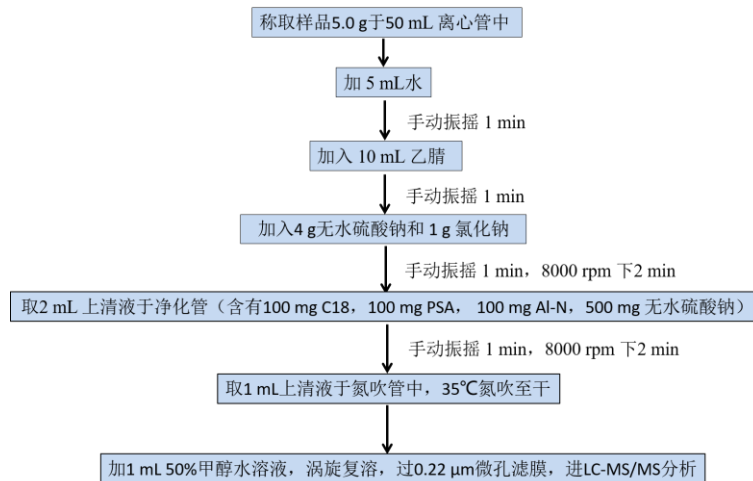 称取样品5.0 g于50 mL 离心管中
加 5 mL水
手动振摇 1 min
加入 10 mL 乙腈
手动振摇 1 min
加入4 g无水硫酸钠和 1 g 氯化钠
手动振摇 1 min，8000 rpm 下2 min
取2 mL 上清液于净化管（含有100 mg C18，100 mg PSA， 100 mg Al-N，500 mg 无水硫酸钠）
手动振摇 1 min，8000 rpm 下2 min
取1 mL上清液于氮吹管中，35℃氮吹至干
加1 mL 50%甲醇水溶液，涡旋复溶，过0.22 μm微孔滤膜，进LC-MS/MS分析